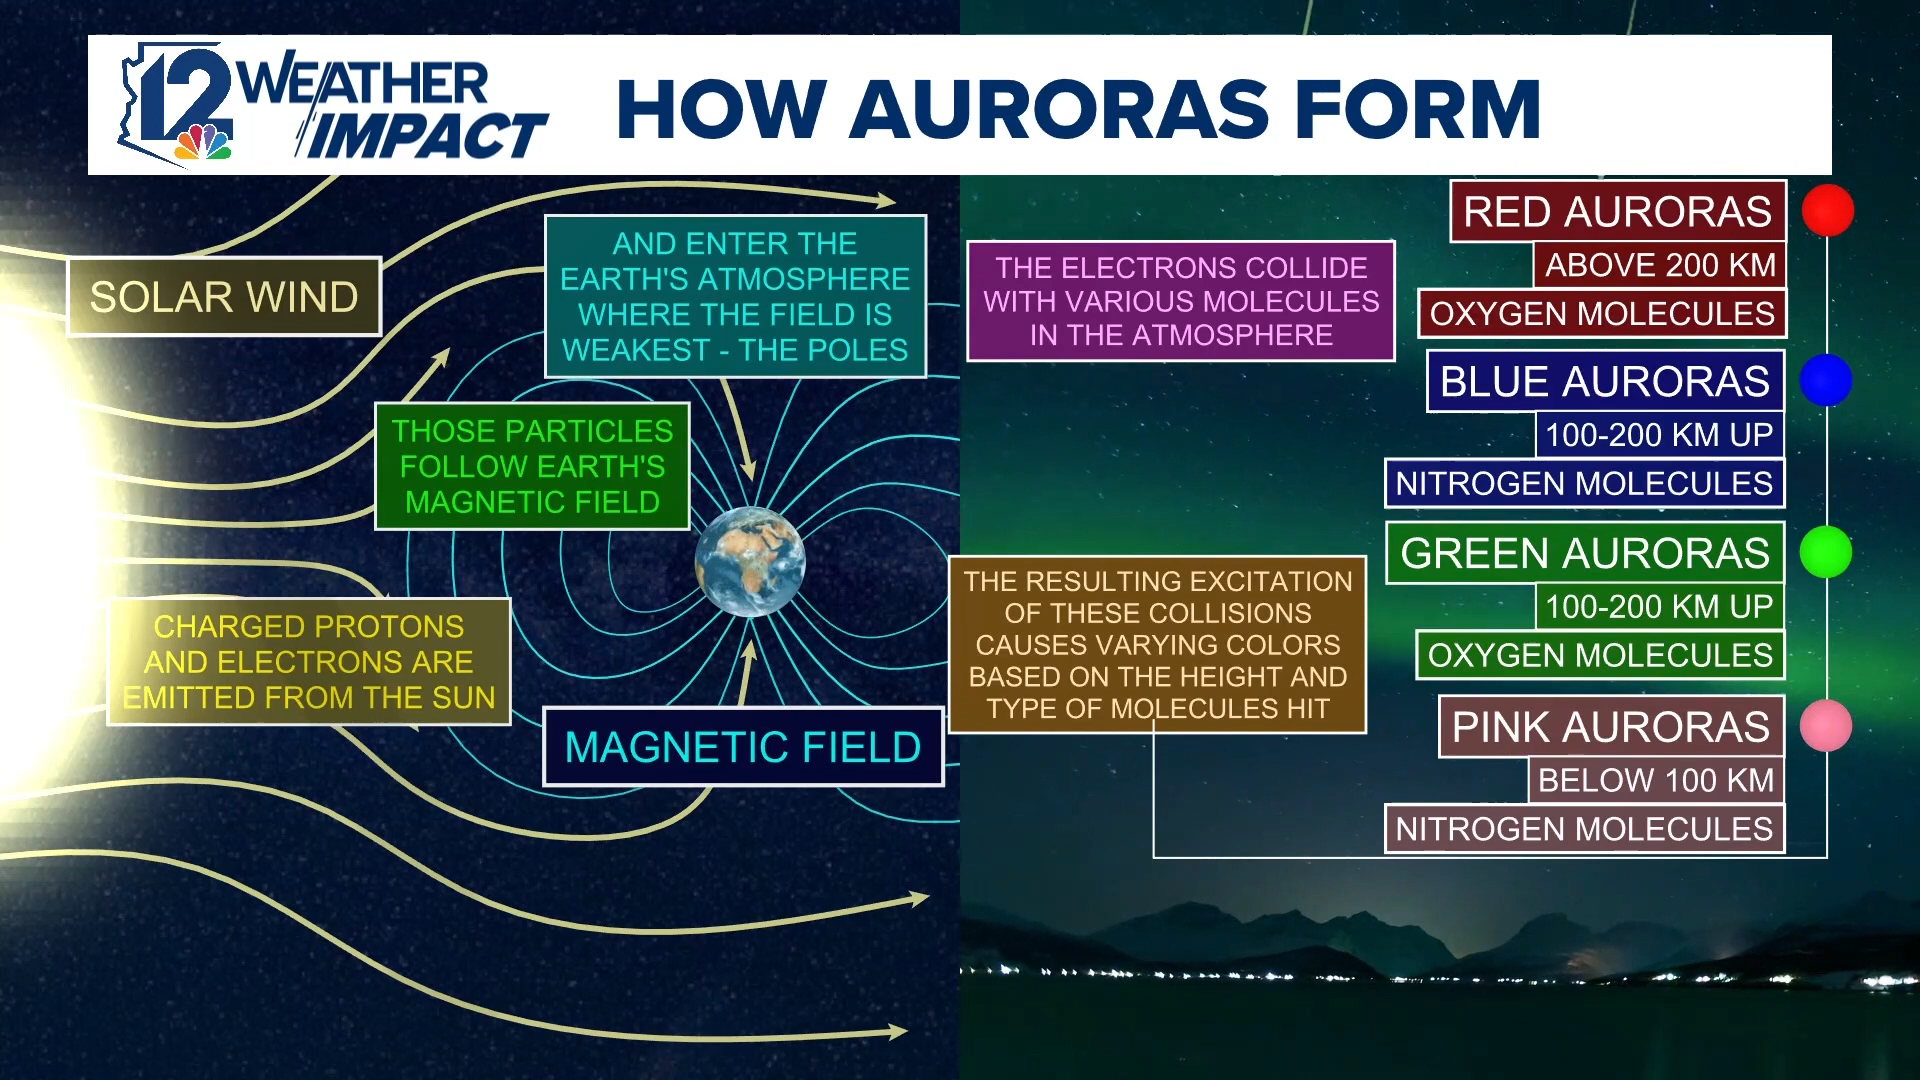 12 WEATHER
IMPACT
HOW AURORAS FORM
SOLAR WIND
CHARGED PROTONS
AND ELECTRONS ARE
EMITTED FROM THE SUN
THOSE PARTICLES
FOLLOW EARTH'S
MAGNETIC FIELD
AND ENTER THE
EARTH'S ATMOSPHERE
WHERE THE FIELD IS
WEAKEST - THE POLES
MAGNETIC FIELD
THE ELECTRONS COLLIDE
WITH VARIOUS MOLECULES
IN THE ATMOSPHERE
THE RESULTING EXCITATION
OF THESE COLLISIONS
CAUSES VARYING COLORS
BASED ON THE HEIGHT AND
TYPE OF MOLECULES HIT
RED AURORAS
ABOVE 200 KM
OXYGEN MOLECULES
BLUE AURORAS
100-200 KM UP
NITROGEN MOLECULES
GREEN AURORAS
100-200 KM UP
OXYGEN MOLECULES
PINK AURORAS
BELOW 100 KM
NITROGEN MOLECULES